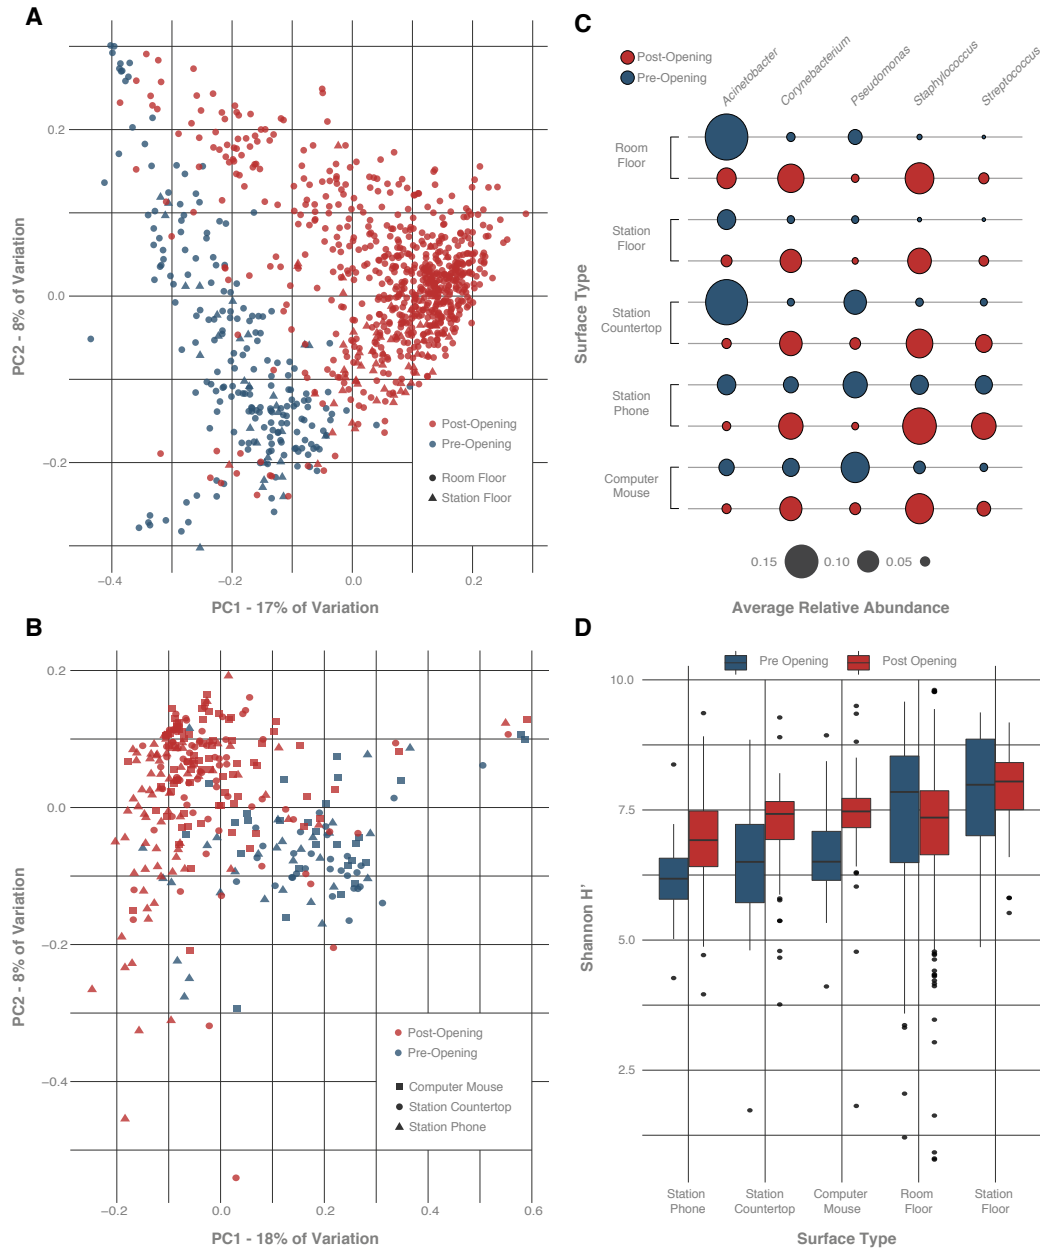 A
0.2
0.0
−0.2
PC2 - 8% of Variation
Post-Opening
Pre-Opening
Room Floor
Station Floor
−0.4
−0.2
0.0
0.2
PC1 - 17% of Variation
B
0.2
0.0
−0.2
−0.4
PC2 - 8% of Variation
Post-Opening
Pre-Opening
Computer Mouse
Station Countertop
Station Phone
−0.2
0.0
0.2
0.4
0.6
PC1 - 18% of Variation
C
Post-Opening
Pre-Opening
Acinetobacter
Corynebacterium
Pseudomonas
Staphylococcus
Streptococcus
Surface Type
Room
Floor
Station
Floor
Station
Countertop
Station
Phone
Computer
Mouse
0.15
0.10
0.05
Average Relative Abundance
D
Pre Opening
Post Opening
10.0
7.5
5.0
2.5
Shannon H'
Station
Phone
Station
Countertop
Computer
Mouse
Room
Floor
Station
Floor
Surface Type